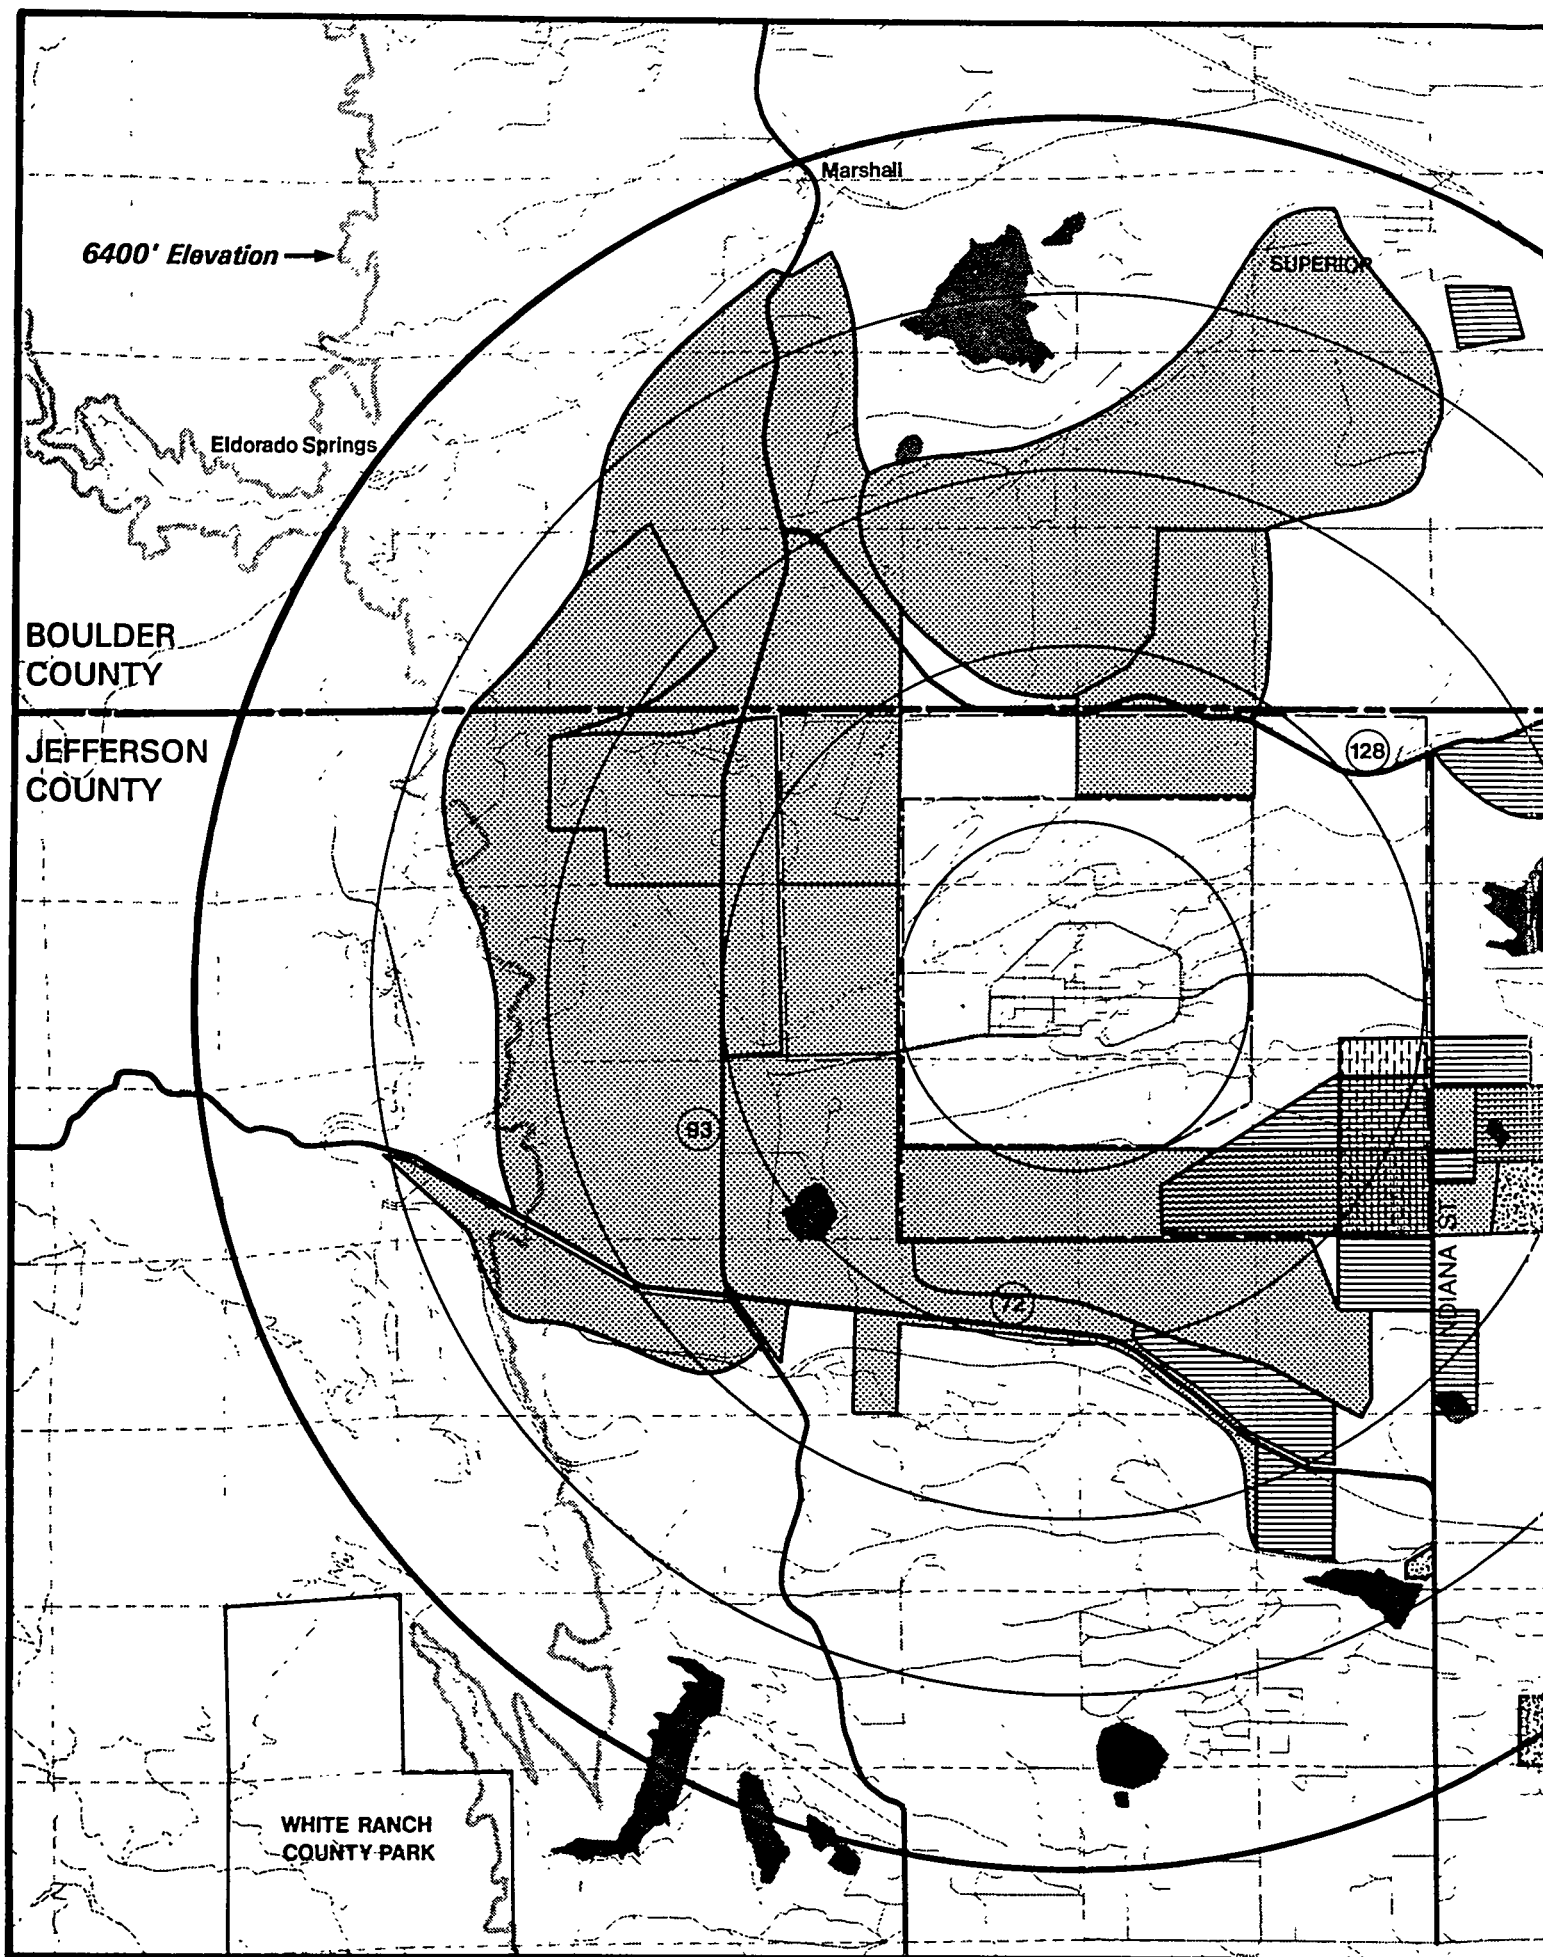 Marshall
6400' Elevation
SUPERIOR
Eldorado Springs
BOULDER
COUNTY
JEFFERSON
COUNTY
128
93
INDIANA ST
72
WHITE RANCH
COUNTY PARK